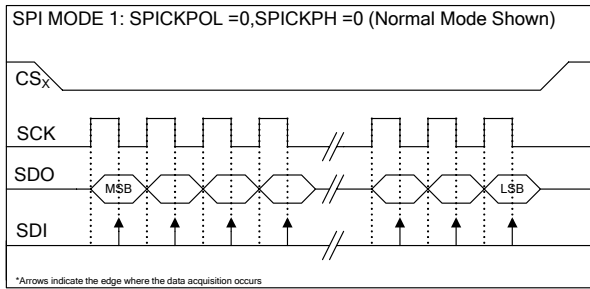 SPI MODE 1: SPICKPOL =0,SPICKPH =0 (Normal Mode Shown)
CSX
SCK
SDO
MSB
LSB
SDI
*Arrows indicate the edge where the data acquisition occurs